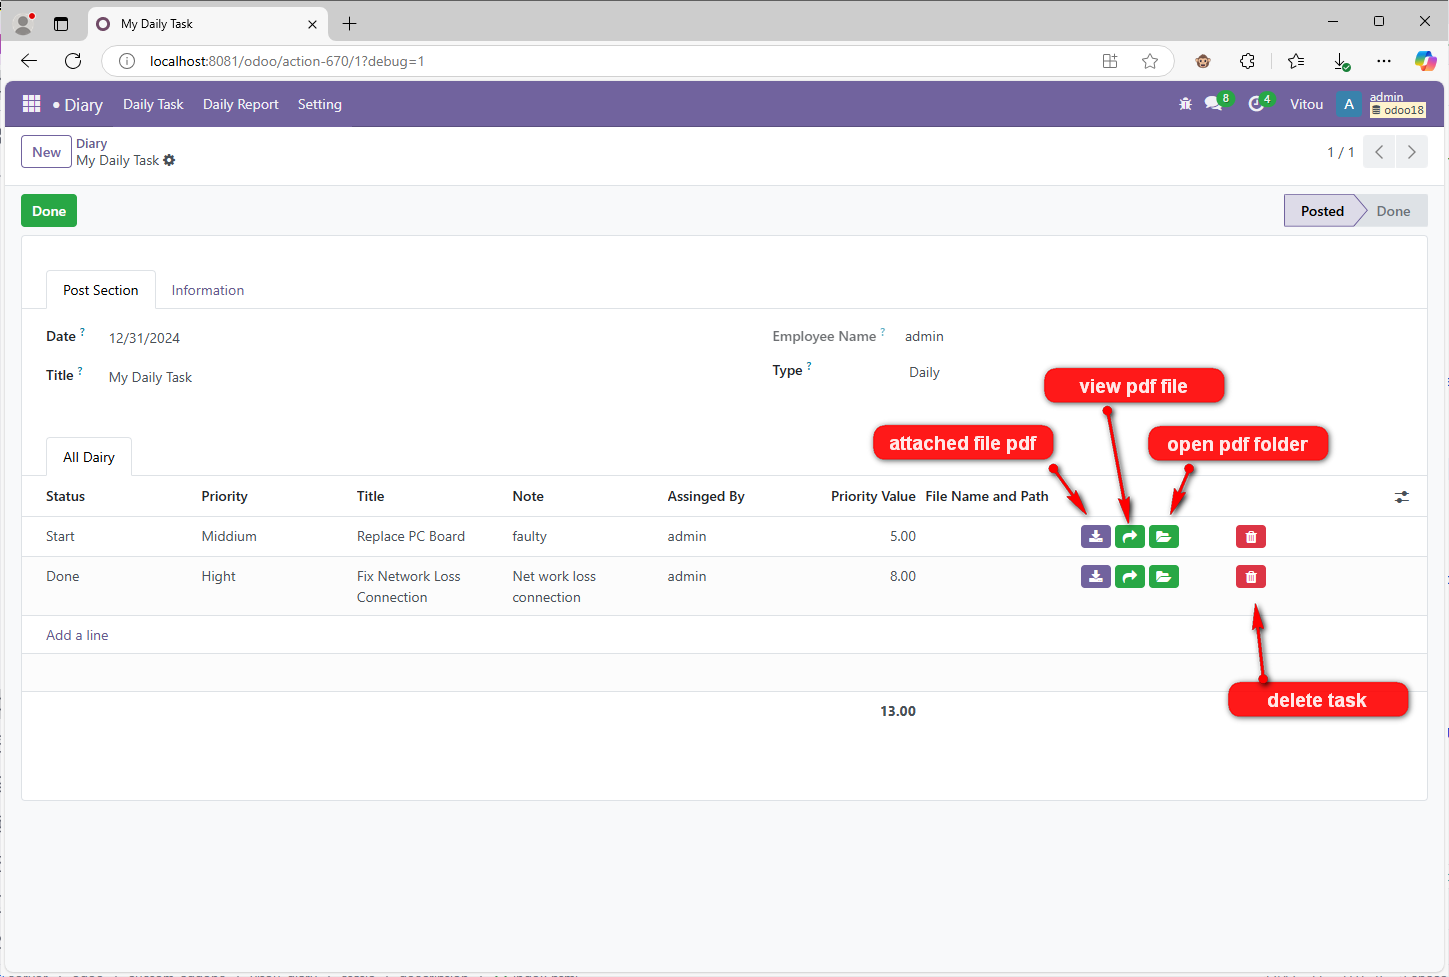 My Daily Task
localhost:8081/odoo/action-670/1?debug=1
Diary Daily Task Daily Report Setting 8 4 Vitou A admin
odoo18
New Diary
My Daily Task 1 / 1
Done Posted Done
Post Section Information
Date ? 12/31/2024 Employee Name ? admin
Title ? My Daily Task Type ? Daily
view pdf file
attached file pdf open pdf folder
All Dairy
Status Priority Title Note Assinged By Priority Value File Name and Path
Start Middium Replace PC Board faulty admin 5.00
Done Hight Fix Network Loss Net work loss admin 8.00
Connection connection
Add a line
delete task
13.00